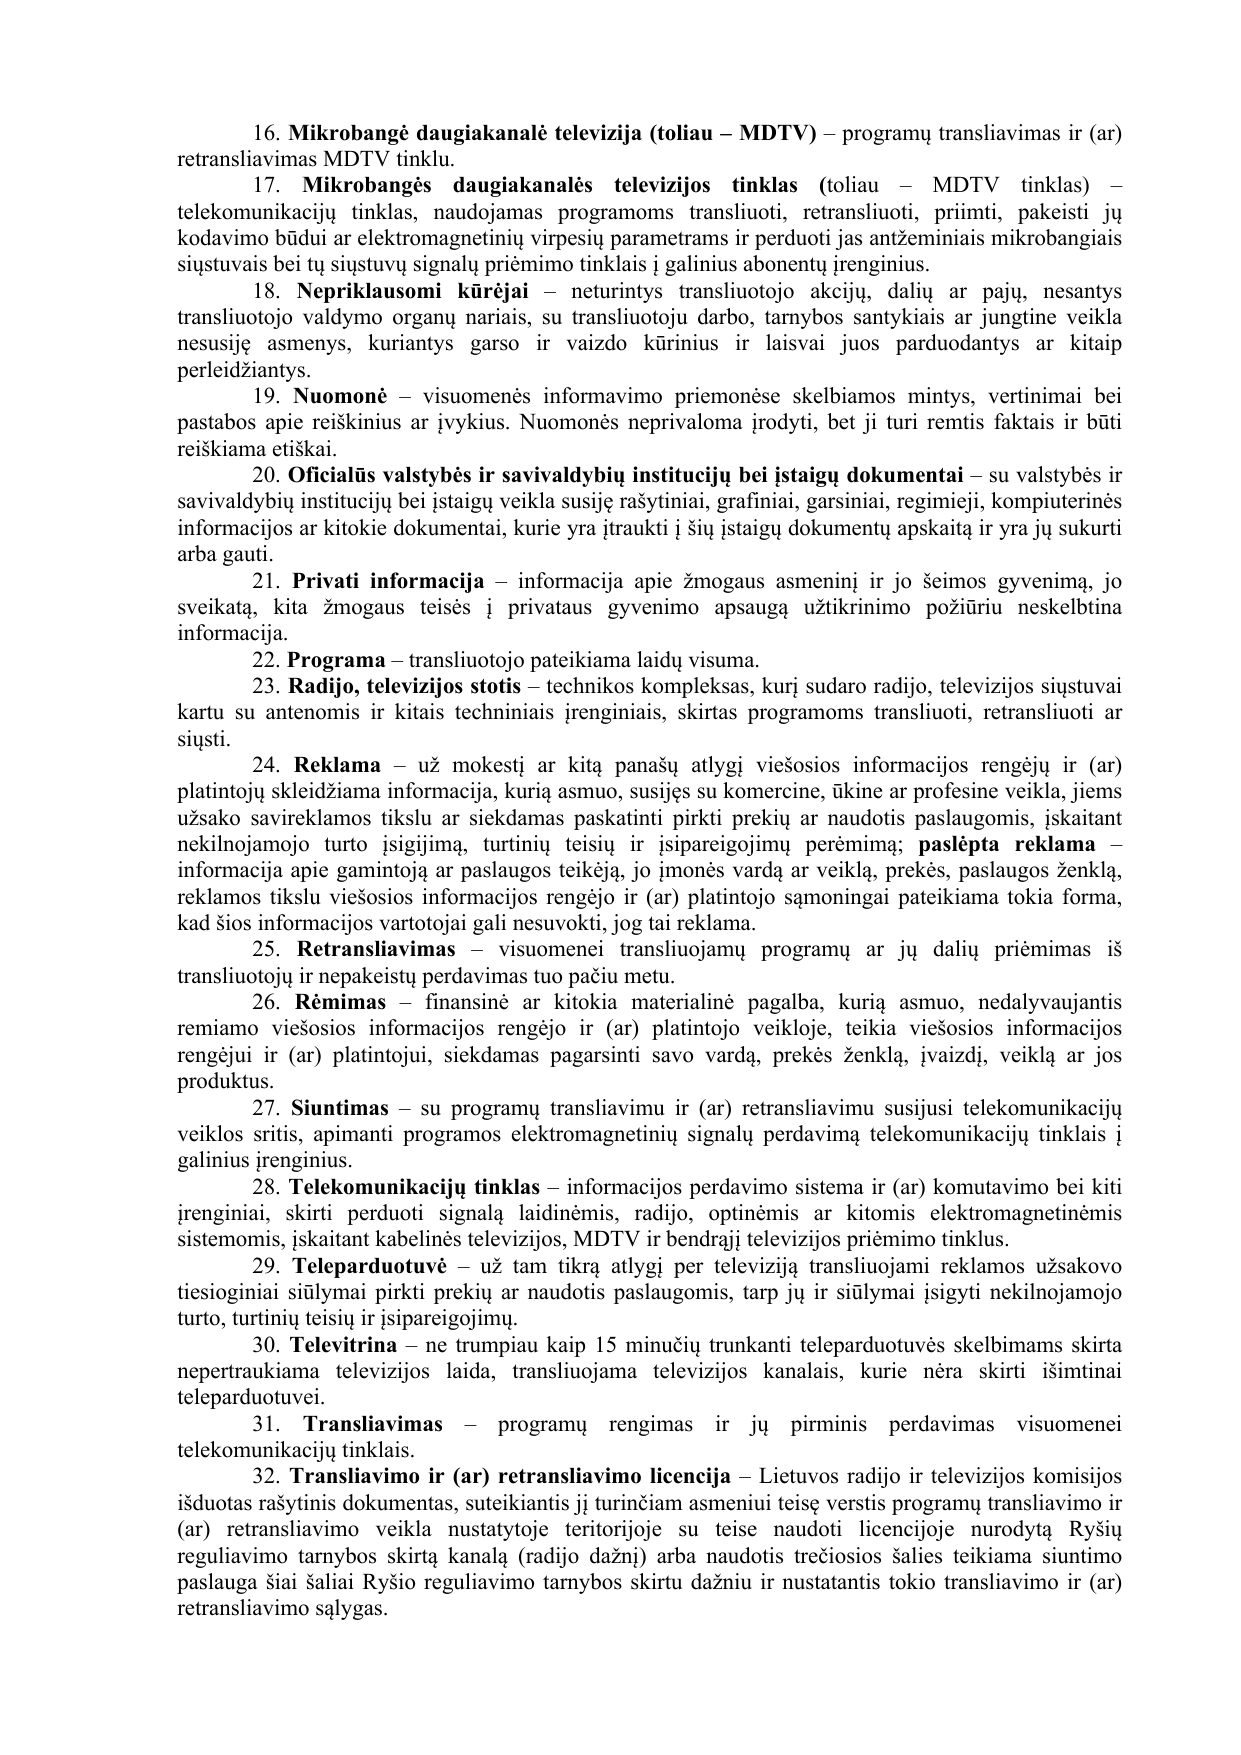 16. Mikrobangė daugiakanalė televizija (toliau – MDTV) – programų transliavimas ir (ar)
retransliavimas MDTV tinklu.
17. Mikrobangės daugiakanalės televizijos tinklas (toliau – MDTV tinklas) –
telekomunikacijų tinklas, naudojamas programoms transliuoti, retransliuoti, priimti, pakeisti jų
kodavimo būdui ar elektromagnetinių virpesių parametrams ir perduoti jas antžeminiais mikrobangiais
siųstuvais bei tų siųstuvų signalų priėmimo tinklais į galinius abonentų įrenginius.
18. Nepriklausomi kūrėjai – neturintys transliuotojo akcijų, dalių ar pajų, nesantys
transliuotojo valdymo organų nariais, su transliuotoju darbo, tarnybos santykiais ar jungtine veikla
nesusiję asmenys, kuriantys garso ir vaizdo kūrinius ir laisvai juos parduodantys ar kitaip
perleidžiantys.
19. Nuomonė – visuomenės informavimo priemonėse skelbiamos mintys, vertinimai bei
pastabos apie reiškinius ar įvykius. Nuomonės neprivaloma įrodyti, bet ji turi remtis faktais ir būti
reiškiama etiškai.
20. Oficialūs valstybės ir savivaldybių institucijų bei įstaigų dokumentai – su valstybės ir
savivaldybių institucijų bei įstaigų veikla susiję rašytiniai, grafiniai, garsiniai, regimieji, kompiuterinės
informacijos ar kitokie dokumentai, kurie yra įtraukti į šių įstaigų dokumentų apskaitą ir yra jų sukurti
arba gauti.
21. Privati informacija – informacija apie žmogaus asmeninį ir jo šeimos gyvenimą, jo
sveikatą, kita žmogaus teisės į privataus gyvenimo apsaugą užtikrinimo požiūriu neskelbtina
informacija.
22. Programa – transliuotojo pateikiama laidų visuma.
23. Radijo, televizijos stotis – technikos kompleksas, kurį sudaro radijo, televizijos siųstuvai
kartu su antenomis ir kitais techniniais įrenginiais, skirtas programoms transliuoti, retransliuoti ar
siųsti.
24. Reklama – už mokestį ar kitą panašų atlygį viešosios informacijos rengėjų ir (ar)
platintojų skleidžiama informacija, kurią asmuo, susijęs su komercine, ūkine ar profesine veikla, jiems
užsako savireklamos tikslu ar siekdamas paskatinti pirkti prekių ar naudotis paslaugomis, įskaitant
nekilnojamojo turto įsigijimą, turtinių teisių ir įsipareigojimų perėmimą; paslėpta reklama –
informacija apie gamintoją ar paslaugos teikėją, jo įmonės vardą ar veiklą, prekės, paslaugos ženklą,
reklamos tikslu viešosios informacijos rengėjo ir (ar) platintojo sąmoningai pateikiama tokia forma,
kad šios informacijos vartotojai gali nesuvokti, jog tai reklama.
25. Retransliavimas – visuomenei transliuojamų programų ar jų dalių priėmimas iš
transliuotojų ir nepakeistų perdavimas tuo pačiu metu.
26. Rėmimas – finansinė ar kitokia materialinė pagalba, kurią asmuo, nedalyvaujantis
remiamo viešosios informacijos rengėjo ir (ar) platintojo veikloje, teikia viešosios informacijos
rengėjui ir (ar) platintojui, siekdamas pagarsinti savo vardą, prekės ženklą, įvaizdį, veiklą ar jos
produktus.
27. Siuntimas – su programų transliavimu ir (ar) retransliavimu susijusi telekomunikacijų
veiklos sritis, apimanti programos elektromagnetinių signalų perdavimą telekomunikacijų tinklais į
galinius įrenginius.
28. Telekomunikacijų tinklas – informacijos perdavimo sistema ir (ar) komutavimo bei kiti
įrenginiai, skirti perduoti signalą laidinėmis, radijo, optinėmis ar kitomis elektromagnetinėmis
sistemomis, įskaitant kabelinės televizijos, MDTV ir bendrąjį televizijos priėmimo tinklus.
29. Teleparduotuvė – už tam tikrą atlygį per televiziją transliuojami reklamos užsakovo
tiesioginiai siūlymai pirkti prekių ar naudotis paslaugomis, tarp jų ir siūlymai įsigyti nekilnojamojo
turto, turtinių teisių ir įsipareigojimų.
30. Televitrina – ne trumpiau kaip 15 minučių trunkanti teleparduotuvės skelbimams skirta
nepertraukiama televizijos laida, transliuojama televizijos kanalais, kurie nėra skirti išimtinai
teleparduotuvei.
31. Transliavimas – programų rengimas ir jų pirminis perdavimas visuomenei
telekomunikacijų tinklais.
32. Transliavimo ir (ar) retransliavimo licencija – Lietuvos radijo ir televizijos komisijos
išduotas rašytinis dokumentas, suteikiantis jį turinčiam asmeniui teisę verstis programų transliavimo ir
(ar) retransliavimo veikla nustatytoje teritorijoje su teise naudoti licencijoje nurodytą Ryšių
reguliavimo tarnybos skirtą kanalą (radijo dažnį) arba naudotis trečiosios šalies teikiama siuntimo
paslauga šiai šaliai Ryšio reguliavimo tarnybos skirtu dažniu ir nustatantis tokio transliavimo ir (ar)
retransliavimo sąlygas.